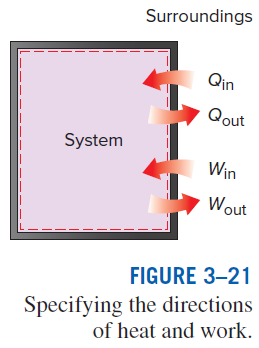 Surroundings
Qin
Qout
System
Win
Wout
FIGURE 3–21
Specifying the directions
of heat and work.